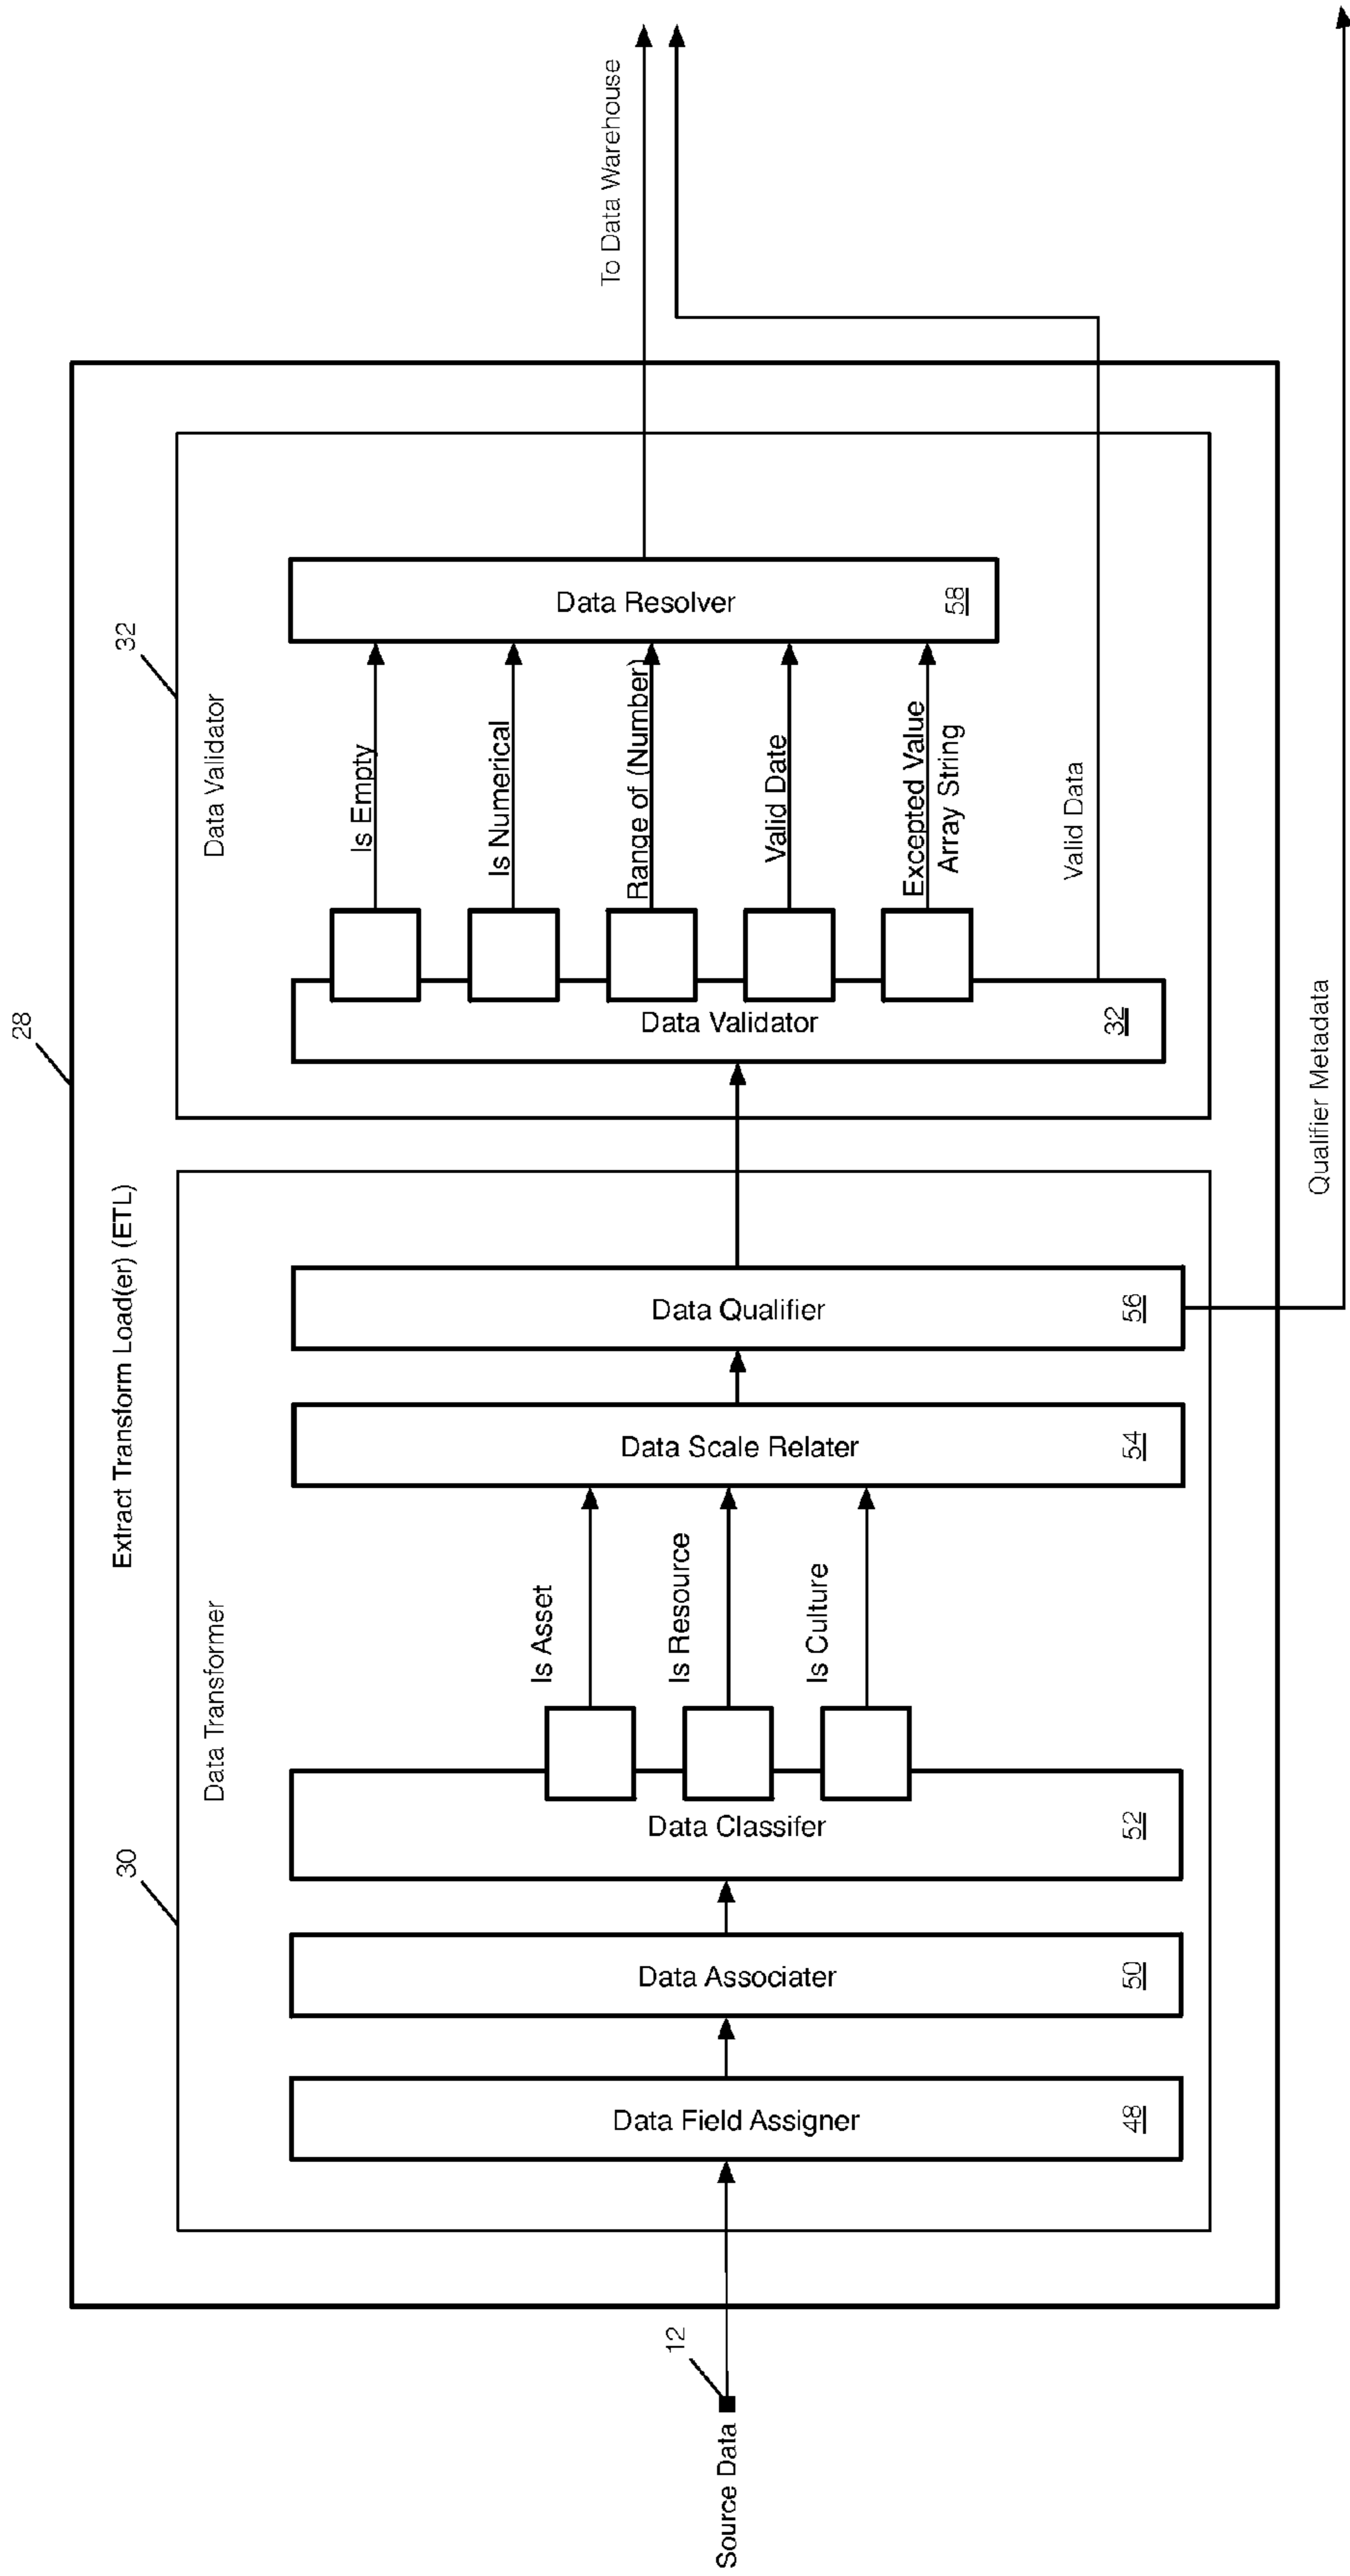 28
Extract Transform Load(er) (ETL)
30
Data Transformer
32
Data Validator
12
Source Data
Data Field Assigner
48
Data Associater
50
Data Classifer
52
Is Asset
Is Resource
Is Culture
Data Scale Relater
54
Data Qualifier
56
Data Validator
32
Is Empty
Is Numerical
Range of (Number)
Valid Date
Excepted Value
Array String
Valid Data
Data Resolver
58
To Data Warehouse
Qualifier Metadata